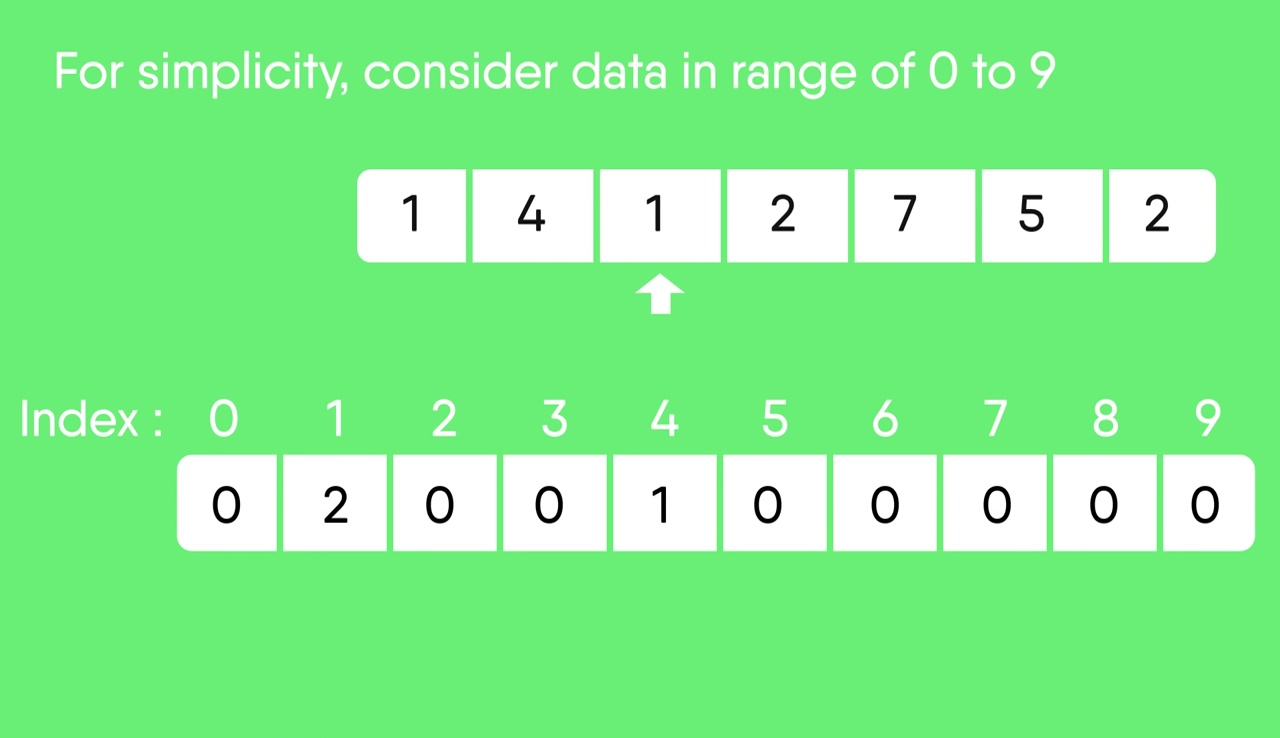 For simplicity, consider data in range of 0 to 9
1 4 1 2 7 5 2
Index : 0 1 2 3 4 5 6 7 8 9
0 2 0 0 1 0 0 0 0 0